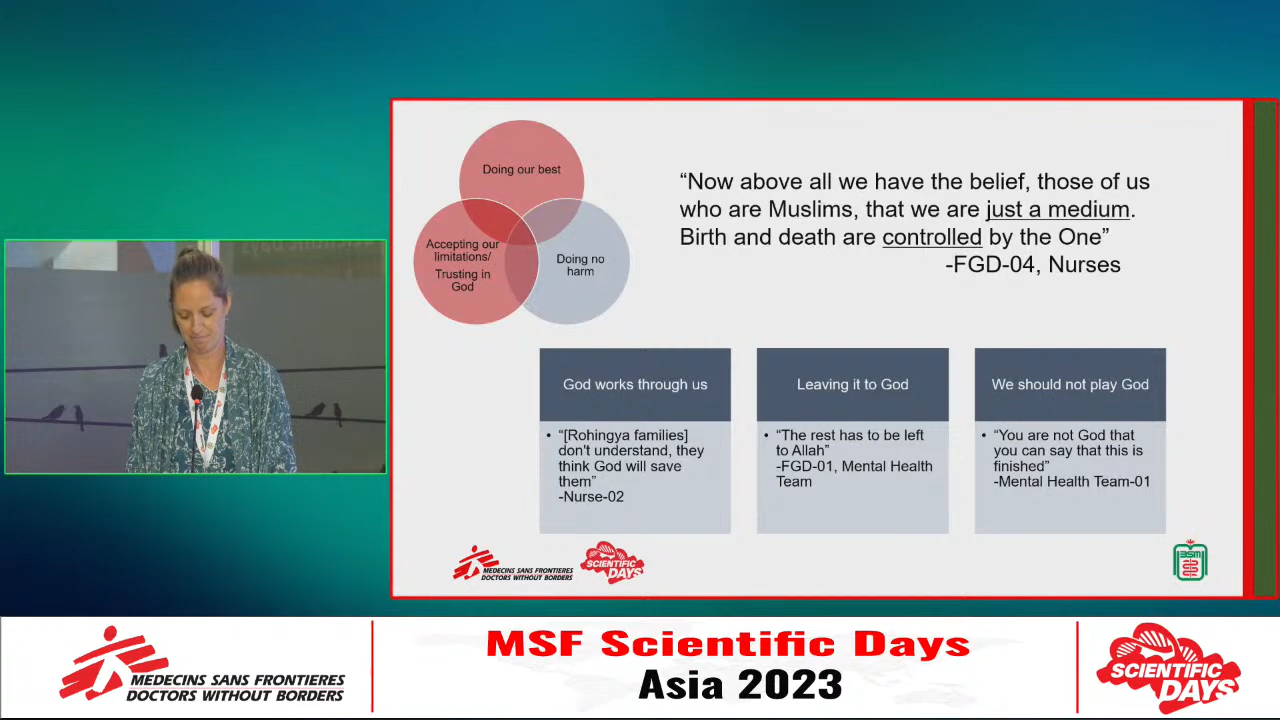 Doing our best
Accepting our
limitations/
Trusting in
God
Doing no
harm
“Now above all we have the belief, those of us
who are Muslims, that we are just a medium.
Birth and death are controlled by the One”
-FGD-04, Nurses
God works through us
• “[Rohingya families]
don't understand, they
think God will save
them”
-Nurse-02
Leaving it to God
• “The rest has to be left
to Allah”
-FGD-01, Mental Health
Team
We should not play God
• “You are not God that
you can say that this is
finished”
-Mental Health Team-01
MEDECINS SANS FRONTIERES
DOCTORS WITHOUT BORDERS
SCIENTIFIC
DAYS
MEDECINS SANS FRONTIERES
DOCTORS WITHOUT BORDERS
MSF Scientific Days
Asia 2023
SCIENTIFIC
DAYS